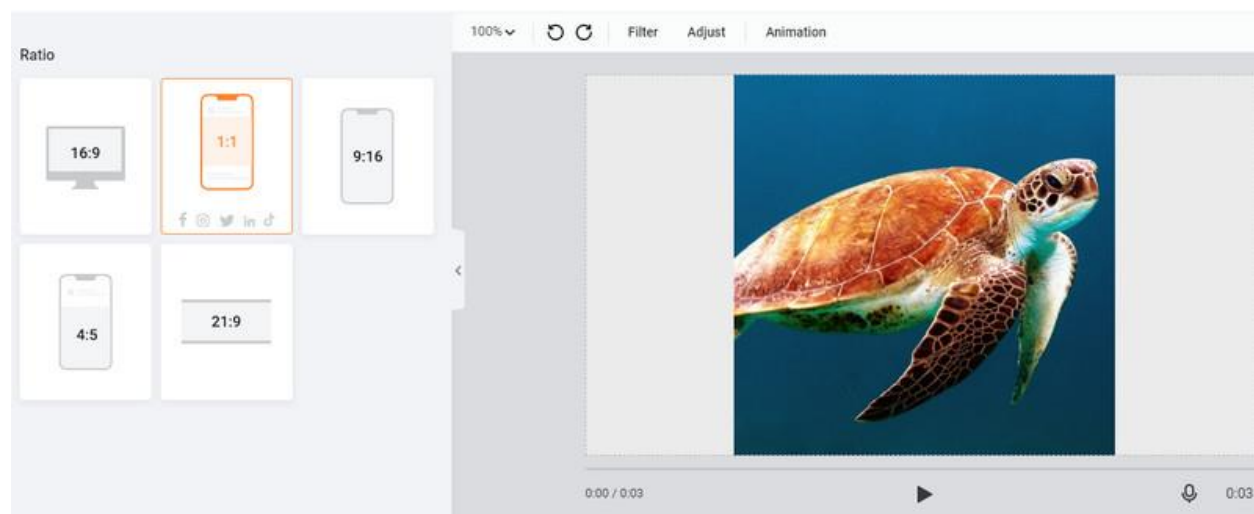 100%
Filter
Adjust
Animation
Ratio
16:9
1:1
9:16
4:5
21:9
0:00 / 0:03
0:03